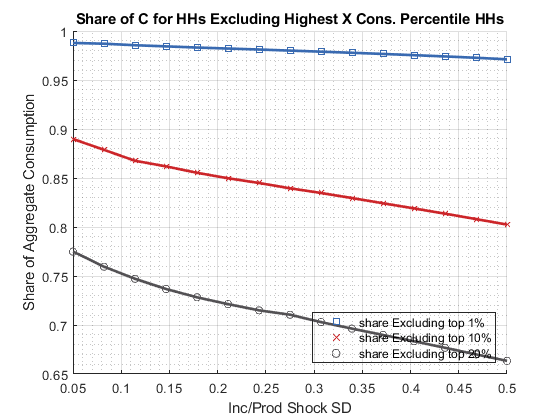 Share of C for HHs Excluding Highest X Cons. Percentile HHs
1
0.95
0.9
0.85
0.8
0.75
0.7
0.65
Share of Aggregate Consumption
share Excluding top 1%
share Excluding top 10%
share Excluding top 20%
0.05 0.1 0.15 0.2 0.25 0.3 0.35 0.4 0.45 0.5
Inc/Prod Shock SD